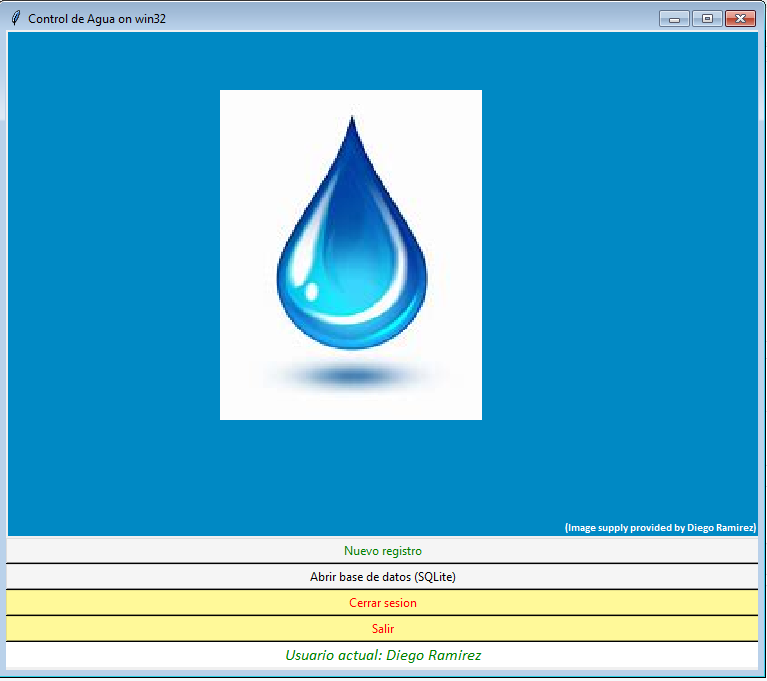 Control de Agua on win32
(Image supply provided by Diego Ramirez)
Nuevo registro
Abrir base de datos (SQLite)
Cerrar sesion
Salir
Usuario actual: Diego Ramirez